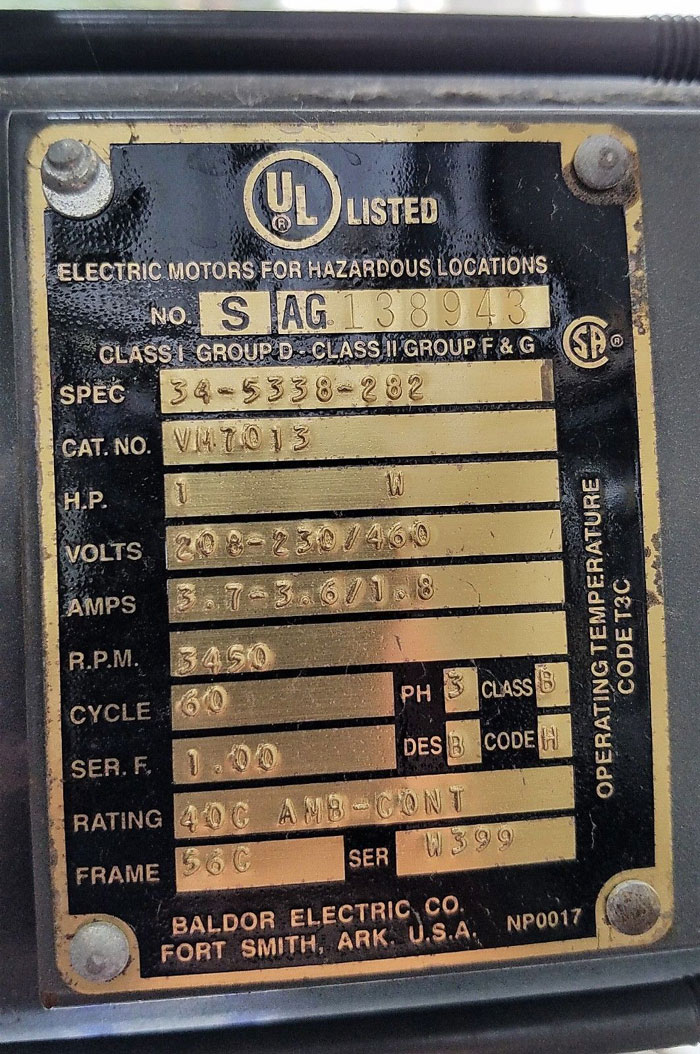 UL® LISTED
ELECTRIC MOTORS FOR HAZARDOUS LOCATIONS
NO. S AG 138943
CLASS I GROUP D - CLASS II GROUP F & G
SA®
SPEC 34-5338-282
CAT. NO. VM7013
H.P. 1 W
VOLTS 208-230/460
AMPS 3.7-3.6/1.8
R.P.M. 3450
CYCLE 60 PH 3 CLASS B
SER. F. 1.00 DES B CODE H
RATING 40C AMB-CONT
FRAME 56C SER W399
OPERATING TEMPERATURE
CODE T3C
BALDOR ELECTRIC CO.
FORT SMITH, ARK. U.S.A. NP0017